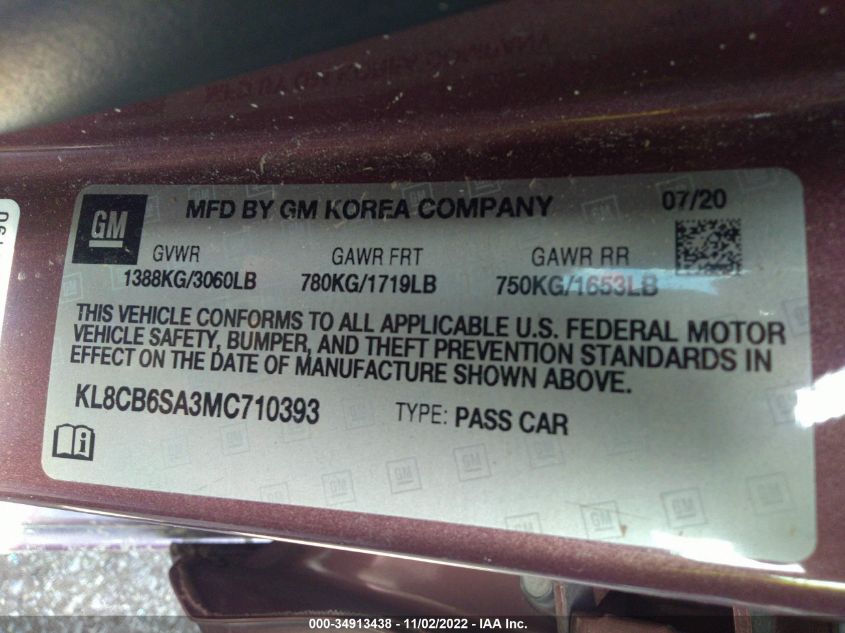 GM
MFD BY GM KOREA COMPANY 07/20
GVWR GAWR FRT GAWR RR
1388KG/3060LB 780KG/1719LB 750KG/1653LB
THIS VEHICLE CONFORMS TO ALL APPLICABLE U.S. FEDERAL MOTOR
VEHICLE SAFETY, BUMPER, AND THEFT PREVENTION STANDARDS IN
EFFECT ON THE DATE OF MANUFACTURE SHOWN ABOVE.
KL8CB6SA3MC710393 TYPE: PASS CAR
000-34913438 - 11/02/2022 - IAA Inc.